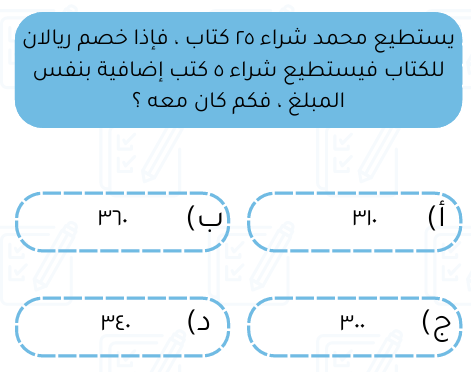 يستطيع محمد شراء ٢٥ كتاب ، فإذا خصم ريالان
للكتاب فيستطيع شراء ٥ كتب إضافية بنفس
المبلغ ، فكم كان معه ؟
أ) ٣١٠
ب) ٣٦٠
ج) ٣٠٠
د) ٣٤٠